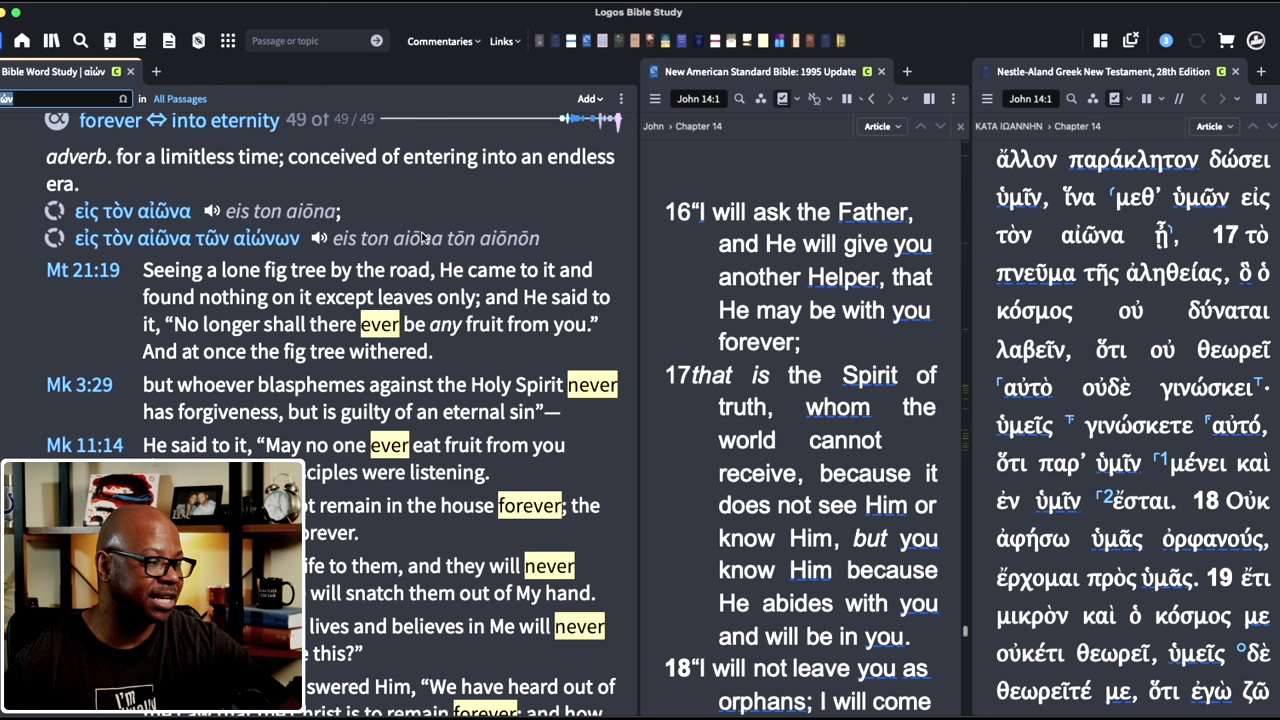 Logos Bible Study
Passage or topic
Commentaries
Links
3
Bible Word Study | αἰών C
New American Standard Bible: 1995 Update C
Nestle-Aland Greek New Testament, 28th Edition C
ών
Ω
in All Passages
Add
John 14:1
John 14:1
John › Chapter 14
Article
ΚΑΤΑ ΙΩΑΝΝΗΝ › Chapter 14
Article
forever ⇔ into eternity 49 of 49 / 49
adverb. for a limitless time; conceived of entering into an endless
era.
εἰς τὸν αἰῶνα eis ton aiōna;
εἰς τὸν αἰῶνα τῶν αἰώνων eis ton aiōna tōn aiōnōn
Mt 21:19 Seeing a lone fig tree by the road, He came to it and
found nothing on it except leaves only; and He said to
it, “No longer shall there ever be any fruit from you.”
And at once the fig tree withered.
Mk 3:29 but whoever blasphemes against the Holy Spirit never
has forgiveness, but is guilty of an eternal sin”—
Mk 11:14 He said to it, “May no one ever eat fruit from you
ciples were listening.
ot remain in the house forever; the
rever.
ife to them, and they will never
will snatch them out of My hand.
lives and believes in Me will never
e this?”
swered Him, “We have heard out of
Christ is to remain forever; and how
16“I will ask the Father,
and He will give you
another Helper, that
He may be with you
forever;
17that is the Spirit of
truth, whom the
world cannot
receive, because it
does not see Him or
know Him, but you
know Him because
He abides with you
and will be in you.
18“I will not leave you as
orphans; I will come
ἄλλον παράκλητον δώσει
ὑμῖν, ἵνα ⸂μεθ’ ὑμῶν εἰς
τὸν αἰῶνα ᾖ⸃, 17 τὸ
πνεῦμα τῆς ἀληθείας, ὃ ὁ
κόσμος οὐ δύναται
λαβεῖν, ὅτι οὐ θεωρεῖ
⸀αὐτὸ οὐδὲ γινώσκει⸆·
ὑμεῖς ⸆ γινώσκετε ⸀αὐτό,
ὅτι παρ’ ὑμῖν ⸀1μένει καὶ
ἐν ὑμῖν ⸀2ἔσται. 18 Οὐκ
ἀφήσω ὑμᾶς ὀρφανούς,
ἔρχομαι πρὸς ὑμᾶς. 19 ἔτι
μικρὸν καὶ ὁ κόσμος με
οὐκέτι θεωρεῖ, ὑμεῖς °δὲ
θεωρεῖτέ με, ὅτι ἐγὼ ζῶ
I'M